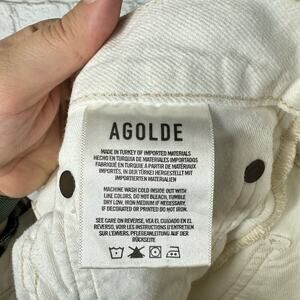 AGOLDE
MADE IN TURKEY OF IMPORTED MATERIALS
HECHO EN TURQUIA DE MATERIALES IMPORTADOS
FABRIQUÉ EN TURQUIE À PARTIR DE MATÉRIAUX
IMPORTÉS, IN DER TÜRKEI HERGESTELLT MIT
IMPORTIERTEN MATERIALIEN
MACHINE WASH COLD INSIDE OUT WITH
LIKE COLORS, DO NOT BLEACH, TUMBLE
DRY LOW, IRON MEDIUM IF NECESSARY.
IF DECORATED OR PRINTED DO NOT IRON.
SEE CARE ON REVERSE, VEA EL CUIDADO EN EL
REVERSO, VOIR LES INSTRUCTIONS D'ENTRETIEN SUR
L'ENVERS, PFLEGEANLEITUNG AUF DER
RÜCKSEITE